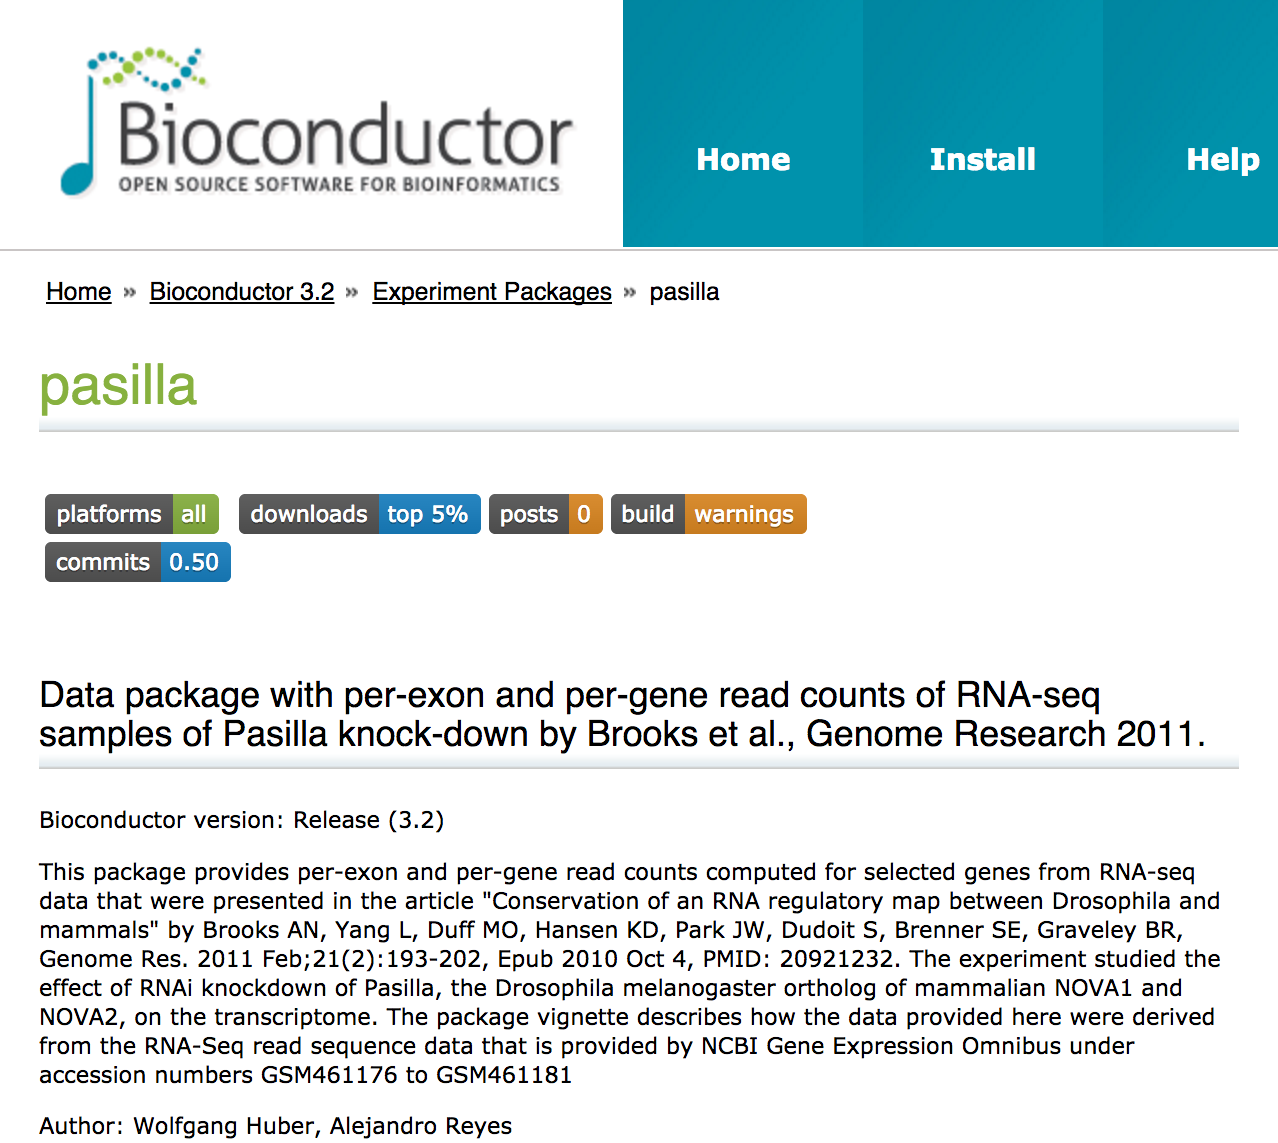 Bioconductor
OPEN SOURCE SOFTWARE FOR BIOINFORMATICS
Home Install Help
Home » Bioconductor 3.2 » Experiment Packages » pasilla
pasilla
platforms all downloads top 5% posts 0 build warnings
commits 0.50
Data package with per-exon and per-gene read counts of RNA-seq
samples of Pasilla knock-down by Brooks et al., Genome Research 2011.
Bioconductor version: Release (3.2)
This package provides per-exon and per-gene read counts computed for selected genes from RNA-seq
data that were presented in the article "Conservation of an RNA regulatory map between Drosophila and
mammals" by Brooks AN, Yang L, Duff MO, Hansen KD, Park JW, Dudoit S, Brenner SE, Graveley BR,
Genome Res. 2011 Feb;21(2):193-202, Epub 2010 Oct 4, PMID: 20921232. The experiment studied the
effect of RNAi knockdown of Pasilla, the Drosophila melanogaster ortholog of mammalian NOVA1 and
NOVA2, on the transcriptome. The package vignette describes how the data provided here were derived
from the RNA-Seq read sequence data that is provided by NCBI Gene Expression Omnibus under
accession numbers GSM461176 to GSM461181
Author: Wolfgang Huber, Alejandro Reyes